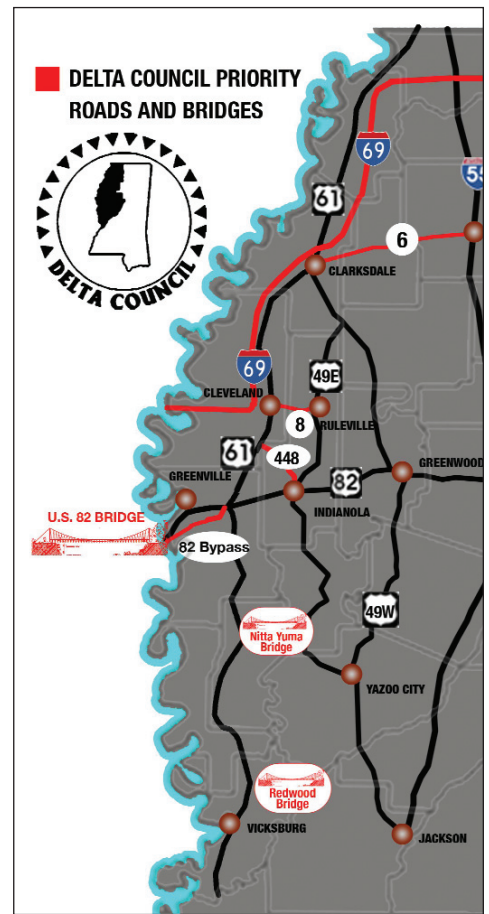 DELTA COUNCIL PRIORITY
ROADS AND BRIDGES
DELTA COUNCIL
69
55
61
6
CLARKSDALE
69
49E
CLEVELAND
8
RULEVILLE
61
448
GREENVILLE
82
GREENWOOD
INDIANOLA
U.S. 82 BRIDGE
82 Bypass
49W
Nitta Yuma
Bridge
YAZOO CITY
Redwood
Bridge
VICKSBURG
JACKSON